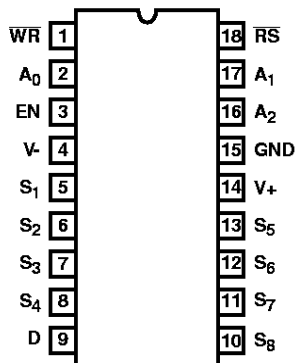 WR 1 18 RS
A0 2 17 A1
EN 3 16 A2
V- 4 15 GND
S1 5 14 V+
S2 6 13 S5
S3 7 12 S6
S4 8 11 S7
D 9 10 S8